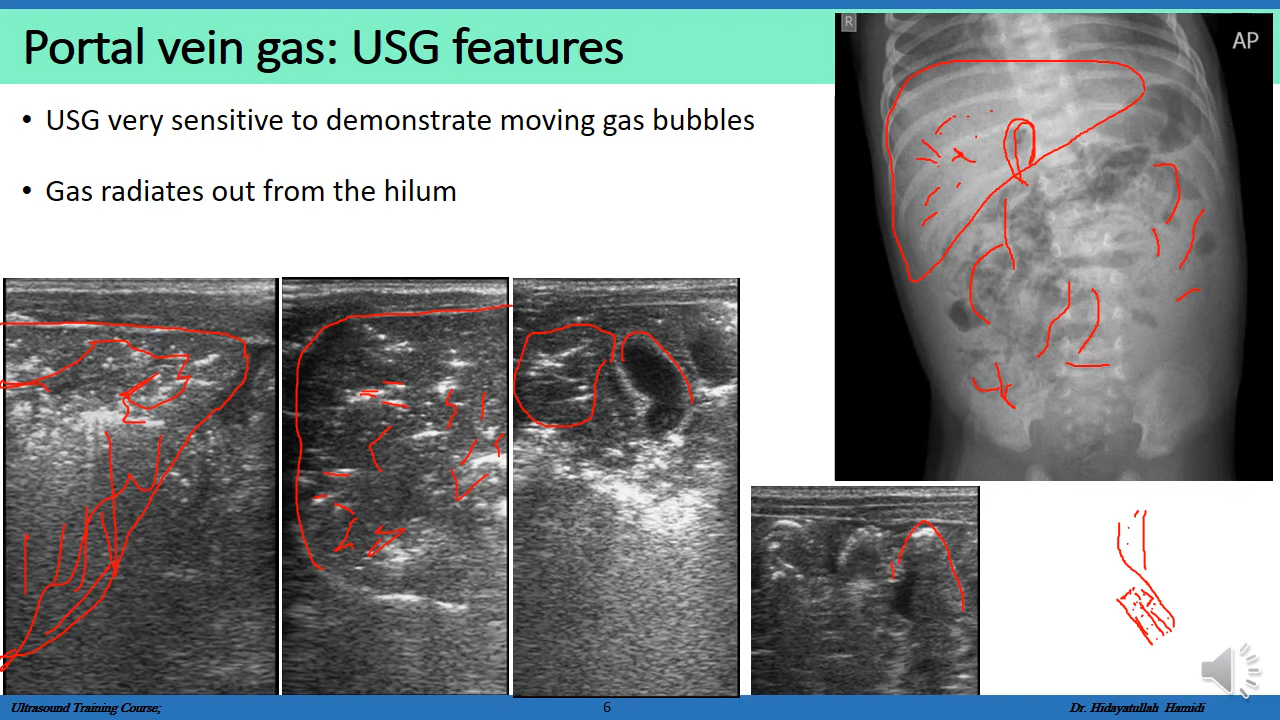 Portal vein gas: USG features
• USG very sensitive to demonstrate moving gas bubbles
• Gas radiates out from the hilum
R
AP
Ultrasound Training Course;
6
Dr. Hidayatullah Hamidi